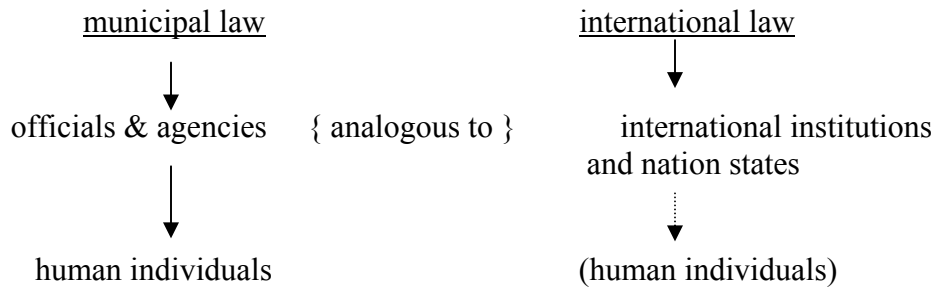 municipal law international law
officials & agencies { analogous to } international institutions
and nation states
human individuals (human individuals)